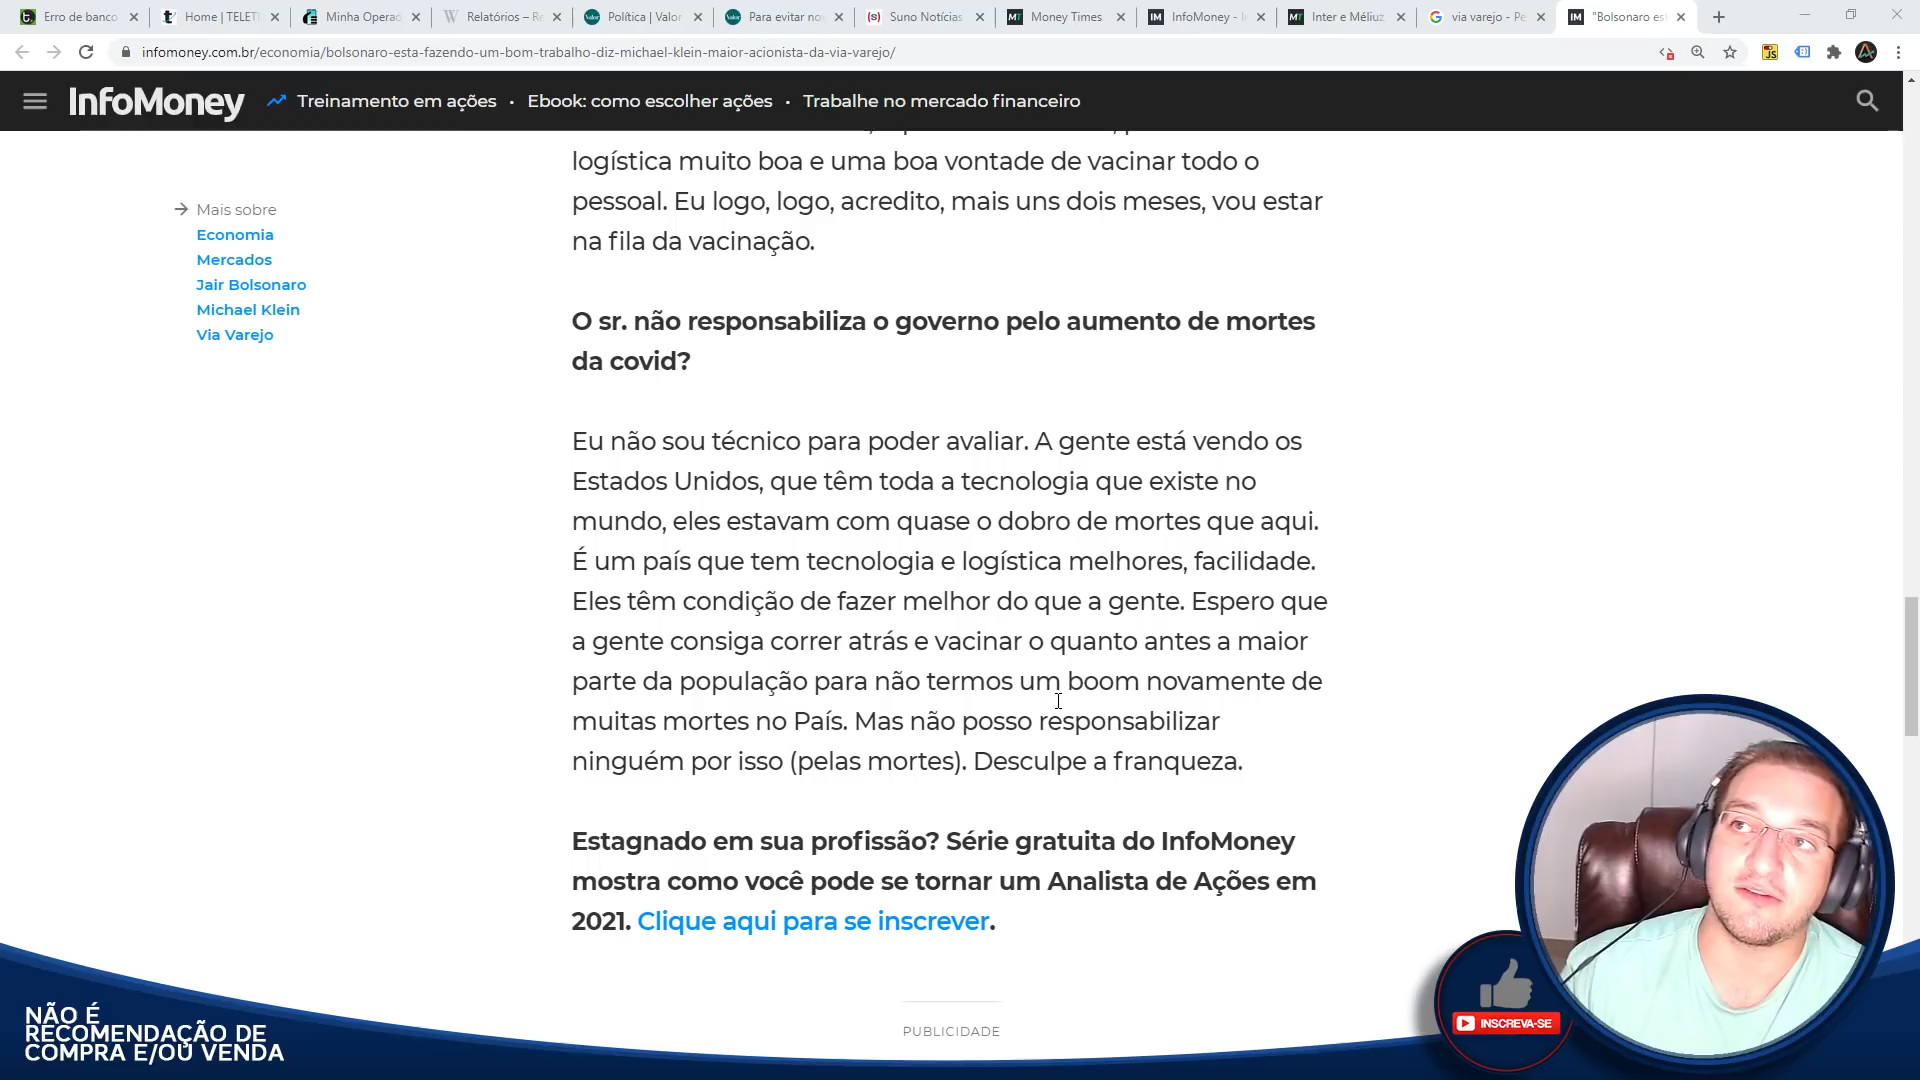 Erro de banco
Home | TELET
Minha Operad
Relatórios – R
Política | Valor
Para evitar no
Suno Notícias
Money Times
InfoMoney - I
Inter e Méliuz
via varejo - Pe
"Bolsonaro es
infomoney.com.br/economia/bolsonaro-esta-fazendo-um-bom-trabalho-diz-michael-klein-maior-acionista-da-via-varejo/
InfoMoney
Treinamento em ações · Ebook: como escolher ações · Trabalhe no mercado financeiro
Mais sobre
Economia
Mercados
Jair Bolsonaro
Michael Klein
Via Varejo
logística muito boa e uma boa vontade de vacinar todo o
pessoal. Eu logo, logo, acredito, mais uns dois meses, vou estar
na fila da vacinação.
O sr. não responsabiliza o governo pelo aumento de mortes
da covid?
Eu não sou técnico para poder avaliar. A gente está vendo os
Estados Unidos, que têm toda a tecnologia que existe no
mundo, eles estavam com quase o dobro de mortes que aqui.
É um país que tem tecnologia e logística melhores, facilidade.
Eles têm condição de fazer melhor do que a gente. Espero que
a gente consiga correr atrás e vacinar o quanto antes a maior
parte da população para não termos um boom novamente de
muitas mortes no País. Mas não posso responsabilizar
ninguém por isso (pelas mortes). Desculpe a franqueza.
Estagnado em sua profissão? Série gratuita do InfoMoney
mostra como você pode se tornar um Analista de Ações em
2021. Clique aqui para se inscrever.
PUBLICIDADE
NÃO É
RECOMENDAÇÃO DE
COMPRA E/OU VENDA
INSCREVA-SE